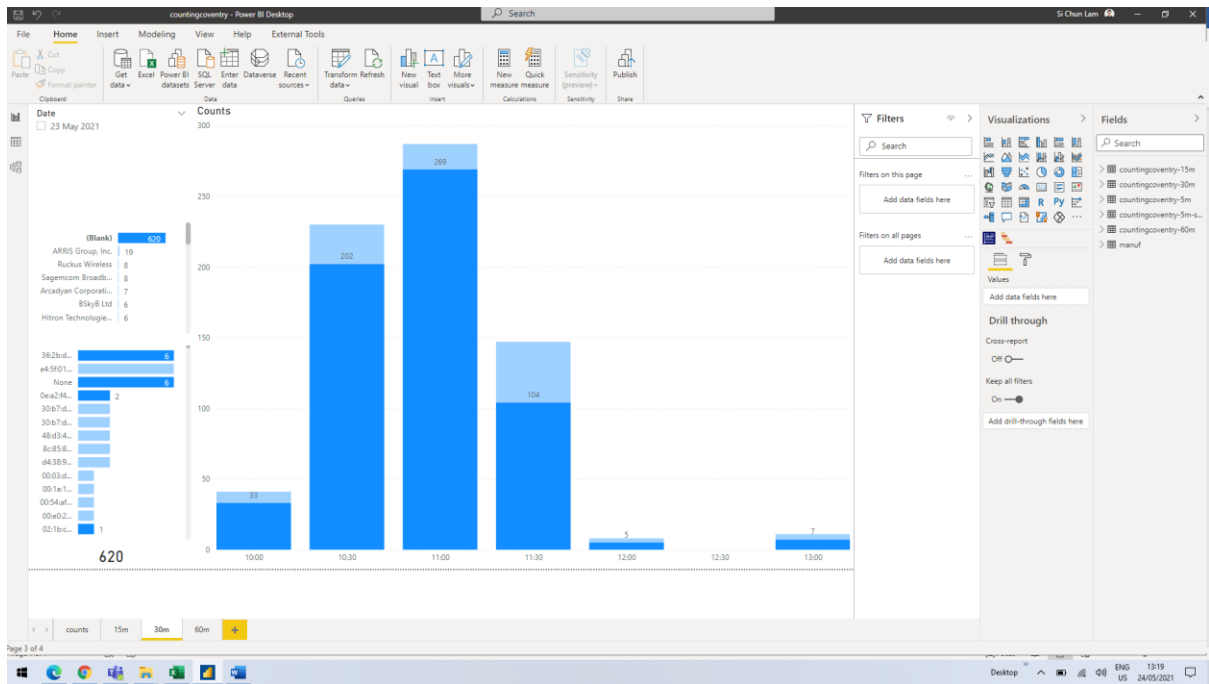 countingcoventry - Power BI Desktop
Search
Si Chun Lam
File Home Insert Modeling View Help External Tools
Paste
Cut
Copy
Format painter
Get data
Excel
Power BI datasets
SQL Server
Enter data
Dataverse
Recent sources
Transform data
Refresh
New visual
Text box
More visuals
New measure
Quick measure
Sensitivity (preview)
Publish
Clipboard Data Queries Insert Calculations Sensitivity Share
Date
23 May 2021
(Blank) 620
ARRIS Group, Inc. 19
Ruckus Wireless 8
Sagemcom Broadb... 8
Arcadyan Corporati... 7
BSkyB Ltd 6
Hitron Technologie... 6
36:2b:d... 6
e4:5f:01...
None 6
0e:a2:f4... 2
30:b7:d...
30:b7:d...
48:d3:4...
8c:85:8...
d4:38:9...
00:03:d...
00:1a:1...
00:54:af...
00:e0:2...
02:1b:c... 1
620
Counts
300
250
200
150
100
50
0
33
202
269
104
5
7
10:00 10:30 11:00 11:30 12:00 12:30 13:00
Filters
Search
Filters on this page ...
Add data fields here
Filters on all pages ...
Add data fields here
Visualizations
R Py
...
Values
Add data fields here
Drill through
Cross-report
Off
Keep all filters
On
Add drill-through fields here
Fields
Search
countingcoventry-15m
countingcoventry-30m
countingcoventry-5m
countingcoventry-5m-s...
countingcoventry-60m
manuf
counts 15m 30m 60m +
Page 3 of 4
Desktop
ENG
US
13:19
24/05/2021